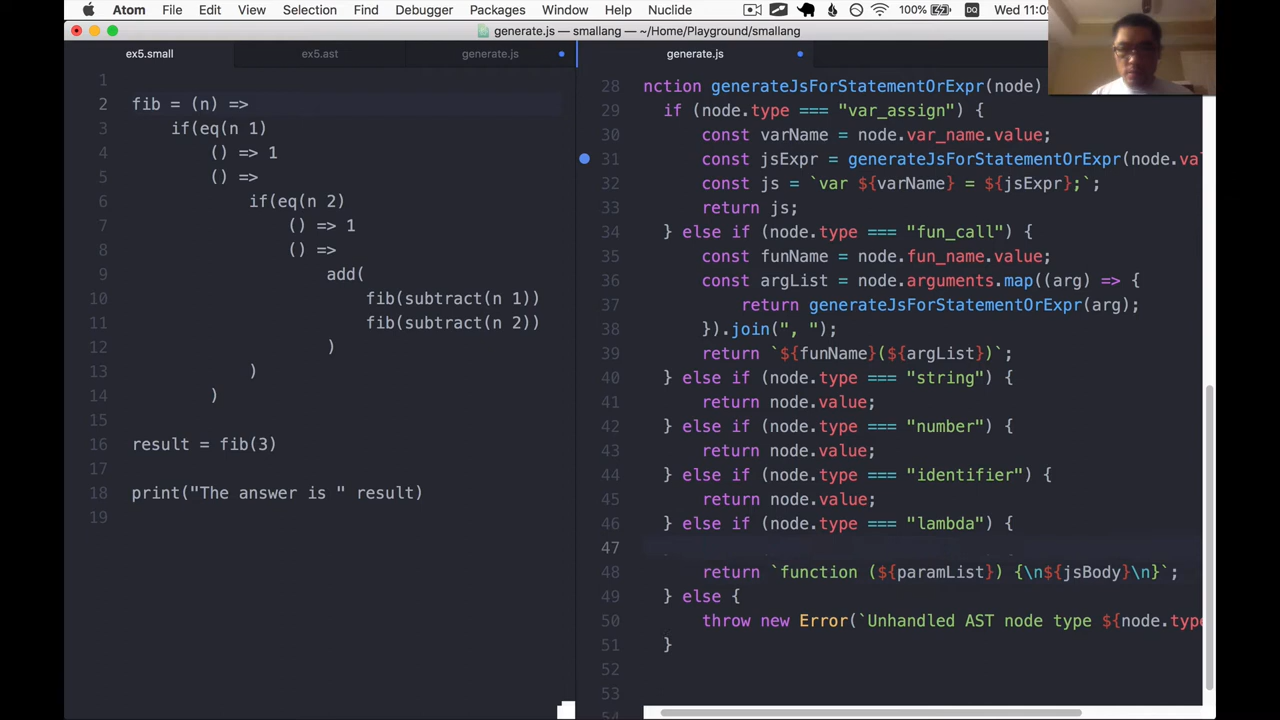 Atom File Edit View Selection Find Debugger Packages Window Help Nuclide 100% DQ Mon 11:09
generate.js — smallang — ~/Home/Playground/smallang
ex5.small ex5.ast generate.js generate.js
1
2 fib = (n) =>
3 if(eq(n 1)
4 () => 1
5 () =>
6 if(eq(n 2)
7 () => 1
8 () =>
9 add(
10 fib(subtract(n 1))
11 fib(subtract(n 2))
12 )
13 )
14 )
15
16 result = fib(3)
17
18 print("The answer is " result)
19
28 nction generateJsForStatementOrExpr(node)
29 if (node.type === "var_assign") {
30 const varName = node.var_name.value;
31 const jsExpr = generateJsForStatementOrExpr(node.va
32 const js = `var ${varName} = ${jsExpr};`;
33 return js;
34 } else if (node.type === "fun_call") {
35 const funName = node.fun_name.value;
36 const argList = node.arguments.map((arg) => {
37 return generateJsForStatementOrExpr(arg);
38 }).join(", ");
39 return `${funName}(${argList})`;
40 } else if (node.type === "string") {
41 return node.value;
42 } else if (node.type === "number") {
43 return node.value;
44 } else if (node.type === "identifier") {
45 return node.value;
46 } else if (node.type === "lambda") {
47
48 return `function (${paramList}) {\n${jsBody}\n}`;
49 } else {
50 throw new Error(`Unhandled AST node type ${node.type
51 }
52
53
54